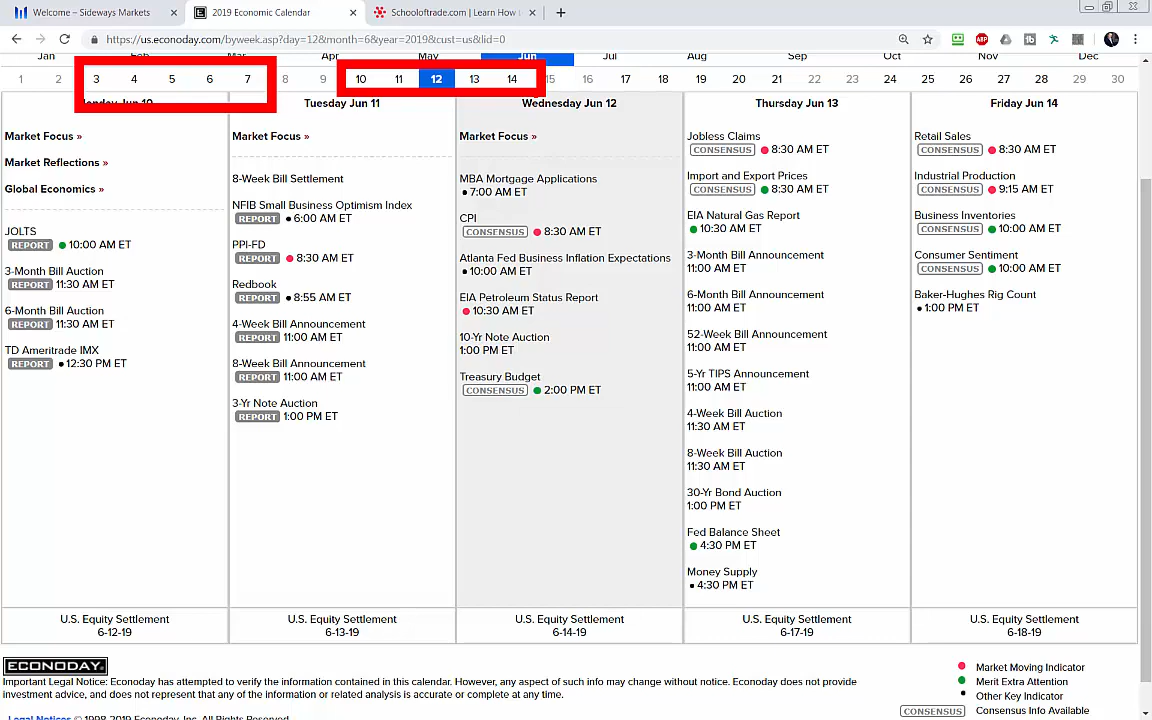 Welcome – Sideways Markets
2019 Economic Calendar
Schooloftrade.com | Learn How
https://us.econoday.com/byweek.asp?day=12&month=6&year=2019&cust=us&lid=0
Jan Feb Mar Apr May Jun Jul Aug Sep Oct Nov Dec
1 2 3 4 5 6 7 8 9 10 11 12 13 14 15 16 17 18 19 20 21 22 23 24 25 26 27 28 29 30
Monday Jun 10
Market Focus »
Market Reflections »
Global Economics »
JOLTS
REPORT 10:00 AM ET
3-Month Bill Auction
REPORT 11:30 AM ET
6-Month Bill Auction
REPORT 11:30 AM ET
TD Ameritrade IMX
REPORT 12:30 PM ET
U.S. Equity Settlement
6-12-19
Tuesday Jun 11
Market Focus »
8-Week Bill Settlement
NFIB Small Business Optimism Index
REPORT 6:00 AM ET
PPI-FD
REPORT 8:30 AM ET
Redbook
REPORT 8:55 AM ET
4-Week Bill Announcement
REPORT 11:00 AM ET
8-Week Bill Announcement
REPORT 11:00 AM ET
3-Yr Note Auction
REPORT 1:00 PM ET
U.S. Equity Settlement
6-13-19
Wednesday Jun 12
Market Focus »
MBA Mortgage Applications
7:00 AM ET
CPI
CONSENSUS 8:30 AM ET
Atlanta Fed Business Inflation Expectations
10:00 AM ET
EIA Petroleum Status Report
10:30 AM ET
10-Yr Note Auction
1:00 PM ET
Treasury Budget
CONSENSUS 2:00 PM ET
U.S. Equity Settlement
6-14-19
Thursday Jun 13
Jobless Claims
CONSENSUS 8:30 AM ET
Import and Export Prices
CONSENSUS 8:30 AM ET
EIA Natural Gas Report
10:30 AM ET
3-Month Bill Announcement
11:00 AM ET
6-Month Bill Announcement
11:00 AM ET
52-Week Bill Announcement
11:00 AM ET
5-Yr TIPS Announcement
11:00 AM ET
4-Week Bill Auction
11:30 AM ET
8-Week Bill Auction
11:30 AM ET
30-Yr Bond Auction
1:00 PM ET
Fed Balance Sheet
4:30 PM ET
Money Supply
4:30 PM ET
U.S. Equity Settlement
6-17-19
Friday Jun 14
Retail Sales
CONSENSUS 8:30 AM ET
Industrial Production
CONSENSUS 9:15 AM ET
Business Inventories
CONSENSUS 10:00 AM ET
Consumer Sentiment
CONSENSUS 10:00 AM ET
Baker-Hughes Rig Count
1:00 PM ET
U.S. Equity Settlement
6-18-19
ECONODAY
Important Legal Notice: Econoday has attempted to verify the information contained in this calendar. However, any aspect of such info may change without notice. Econoday does not provide
investment advice, and does not represent that any of the information or related analysis is accurate or complete at any time.
Legal Notices © 1998-2019 Econoday, Inc. All Rights Reserved.
Market Moving Indicator
Merit Extra Attention
Other Key Indicator
CONSENSUS Consensus Info Available